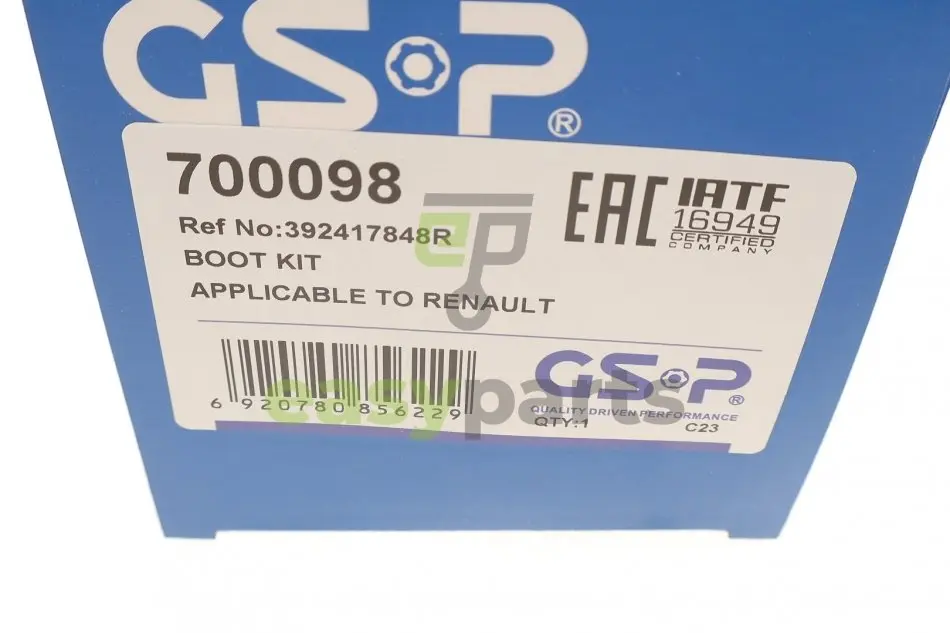 GSP®
700098
Ref No:392417848R
BOOT KIT
APPLICABLE TO RENAULT
EAC
IATF
16949
CERTIFIED
COMPANY
6 920780 856229
GSP®
QUALITY DRIVEN PERFORMANCE
QTY:1 C23
ep
easyparts